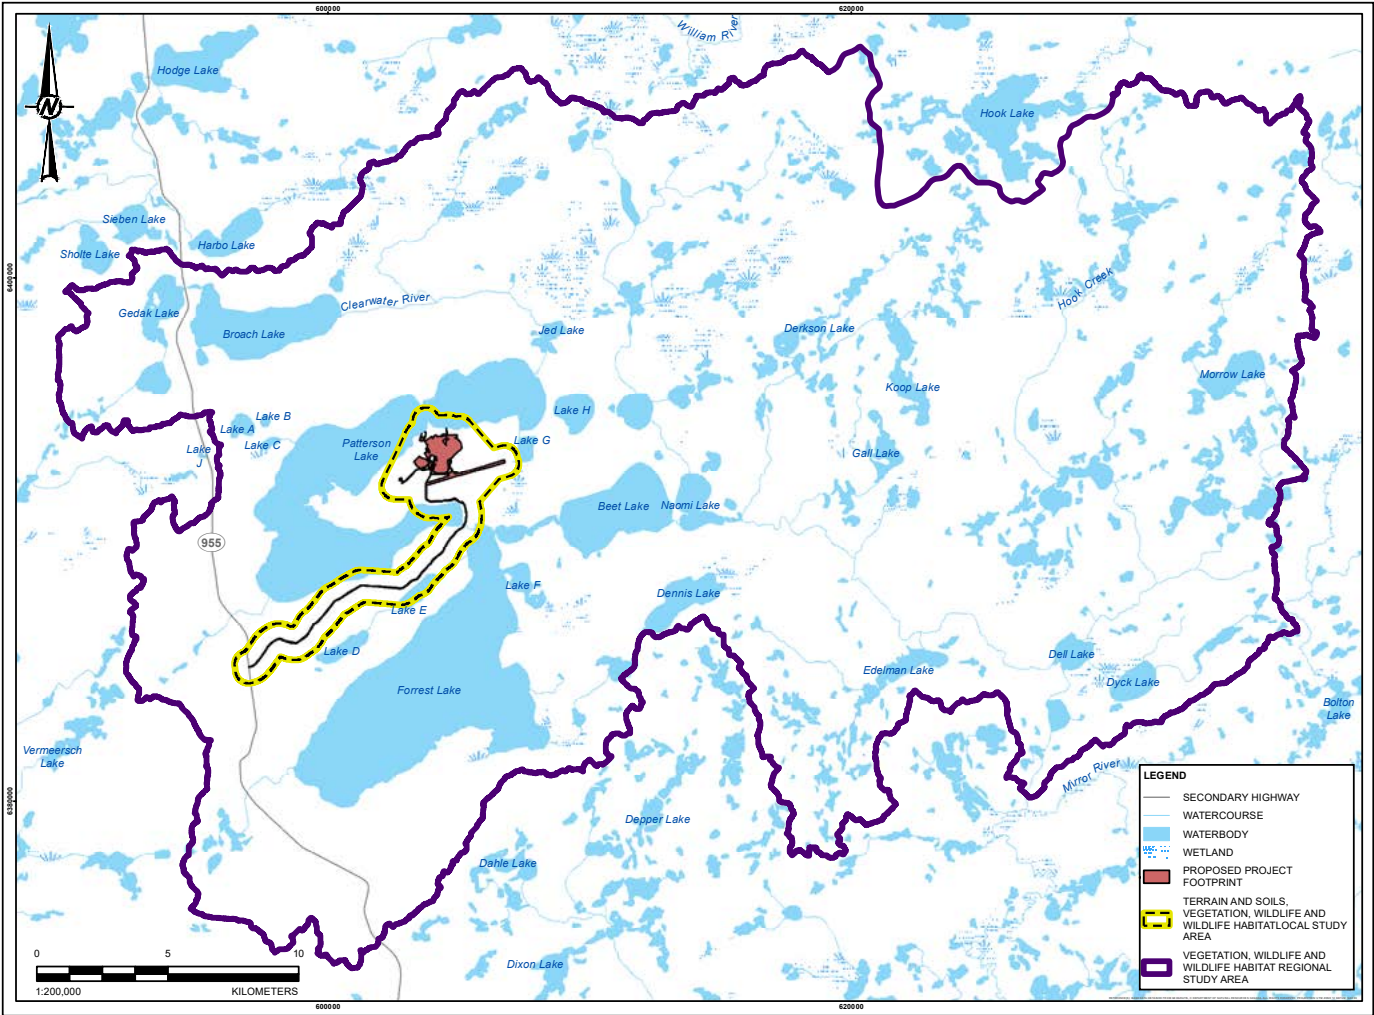 600000
620000
William River
Hodge Lake
N
Hook Lake
Sieben Lake
Harbo Lake
Sholte Lake
6400000
Hook Creek
Clearwater River
Gedak Lake
Broach Lake
Jed Lake
Derkson Lake
Morrow Lake
Koop Lake
Lake B
Lake A
Lake H
Lake C
Lake
J
Patterson
Lake
Lake G
Gall Lake
Beet Lake
Naomi Lake
955
Lake F
Dennis Lake
Lake E
Lake D
Dell Lake
Edelman Lake
Dyck Lake
Forrest Lake
Bolton
Lake
Vermeersch
Lake
Mirror River
6380000
Depper Lake
Dahle Lake
Dixon Lake
LEGEND
SECONDARY HIGHWAY
WATERCOURSE
WATERBODY
WETLAND
PROPOSED PROJECT
FOOTPRINT
TERRAIN AND SOILS,
VEGETATION, WILDLIFE AND
WILDLIFE HABITATLOCAL STUDY
AREA
VEGETATION, WILDLIFE AND
WILDLIFE HABITAT REGIONAL
STUDY AREA
0
5
10
1:200,000
KILOMETERS
600000
620000